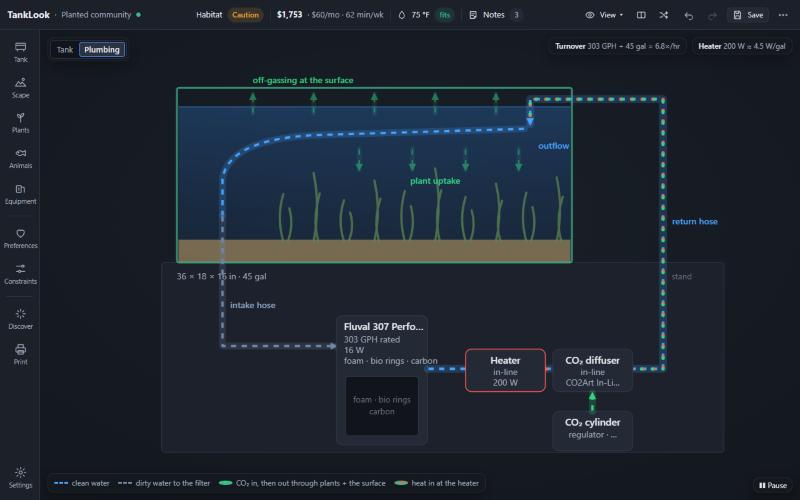 TankLook · Planted community
Habitat Caution $1,753 · $60/mo · 62 min/wk 75 °F fits Notes 3
View Save
Tank
Scape
Plants
Animals
Equipment
Preferences
Constraints
Discover
Print
Settings
Tank Plumbing
Turnover 303 GPH ÷ 45 gal = 6.8×/hr
Heater 200 W ≈ 4.5 W/gal
off-gassing at the surface
outflow
plant uptake
return hose
36 × 18 × 16 in · 45 gal
stand
intake hose
Fluval 307 Perfo...
303 GPH rated
16 W
foam · bio rings · carbon
foam · bio rings
carbon
Heater
in-line
200 W
CO₂ diffuser
in-line
CO2Art In-Li...
CO₂ cylinder
regulator · ...
clean water
dirty water to the filter
CO₂ in, then out through plants + the surface
heat in at the heater
Pause